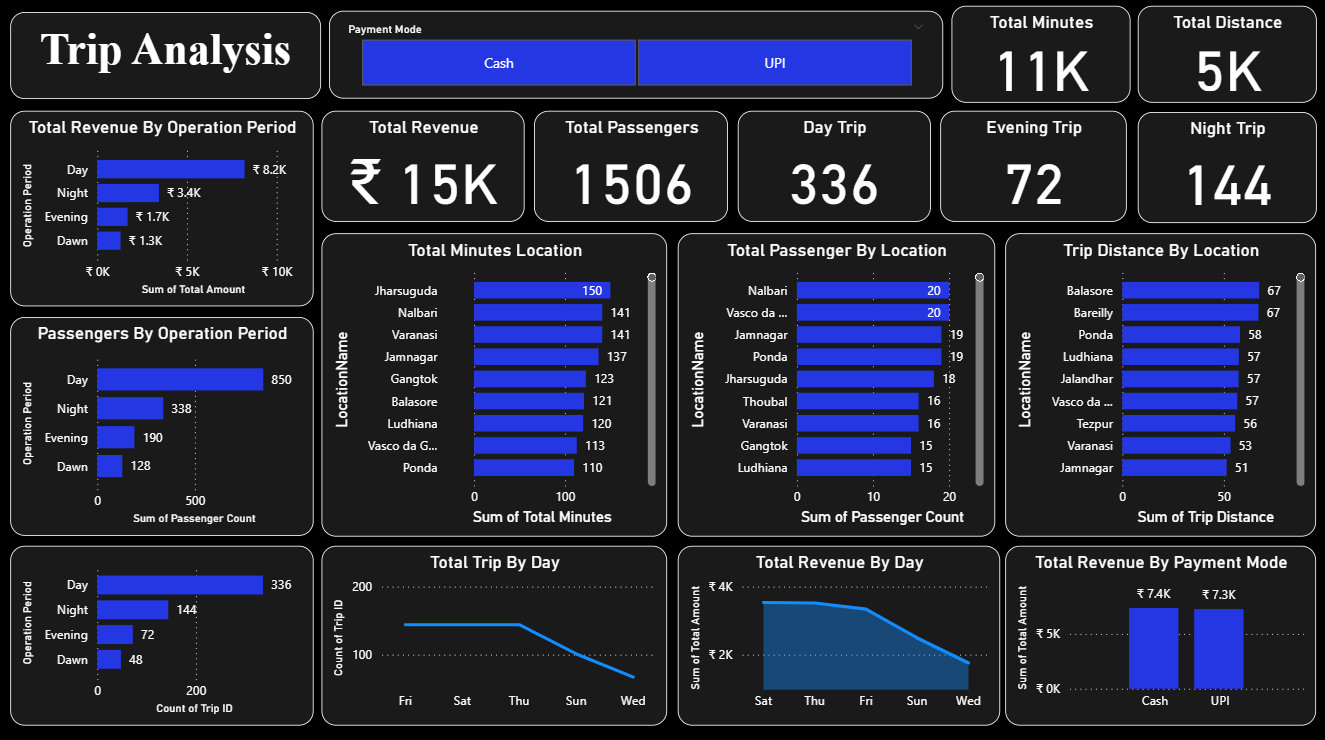 Trip Analysis
Payment Mode
Cash
UPI
Total Minutes
11K
Total Distance
5K
Total Revenue By Operation Period
Operation Period
Day
₹ 8.2K
Night
₹ 3.4K
Evening
₹ 1.7K
Dawn
₹ 1.3K
₹ 0K ₹ 5K ₹ 10K
Sum of Total Amount
Total Revenue
₹ 15K
Total Passengers
1506
Day Trip
336
Evening Trip
72
Night Trip
144
Passengers By Operation Period
Operation Period
Day 850
Night 338
Evening 190
Dawn 128
0 500
Sum of Passenger Count
Total Minutes Location
LocationName
Jharsuguda 150
Nalbari 141
Varanasi 141
Jamnagar 137
Gangtok 123
Balasore 121
Ludhiana 120
Vasco da G... 113
Ponda 110
0 100
Sum of Total Minutes
Total Passenger By Location
LocationName
Nalbari 20
Vasco da ... 20
Jamnagar 19
Ponda 19
Jharsuguda 18
Thoubal 16
Varanasi 16
Gangtok 15
Ludhiana 15
0 10 20
Sum of Passenger Count
Trip Distance By Location
LocationName
Balasore 67
Bareilly 67
Ponda 58
Ludhiana 57
Jalandhar 57
Vasco da ... 57
Tezpur 56
Varanasi 53
Jamnagar 51
0 50
Sum of Trip Distance
Operation Period
Day 336
Night 144
Evening 72
Dawn 48
0 200
Count of Trip ID
Total Trip By Day
Count of Trip ID
200
100
Fri Sat Thu Sun Wed
Total Revenue By Day
Sum of Total Amount
₹ 4K
₹ 2K
Sat Thu Fri Sun Wed
Total Revenue By Payment Mode
Sum of Total Amount
₹ 7.4K ₹ 7.3K
₹ 5K
₹ 0K
Cash UPI